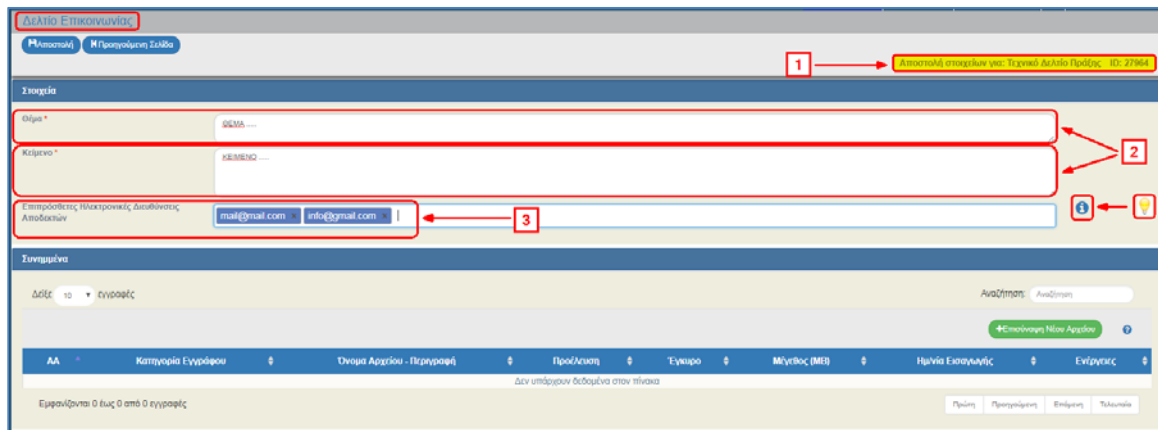 Δελτίο Επικοινωνίας
Αποστολή Προηγούμενη Σελίδα
1
Αποστολή στοιχείων για: Τεχνικό Δελτίο Πράξης ID: 27964
Στοιχεία
Θέμα *
ΘΕΜΑ ....
2
Κείμενο *
ΚΕΙΜΕΝΟ ....
Επιπρόσθετες Ηλεκτρονικές Διευθύνσεις
Αποδεκτών
mail@mail.com × info@gmail.com ×
3
Συνημμένα
Δείξε 10 εγγραφές
Αναζήτηση: Αναζήτηση
+Επισύναψη Νέου Αρχείου
ΑΑ Κατηγορία Εγγράφου Όνομα Αρχείου - Περιγραφή Προέλευση Έγκυρο Μέγεθος (MB) Ημ/νία Εισαγωγής Ενέργειες
Δεν υπάρχουν δεδομένα στον πίνακα
Εμφανίζονται 0 έως 0 από 0 εγγραφές
Πρώτη Προηγούμενη Επόμενη Τελευταία